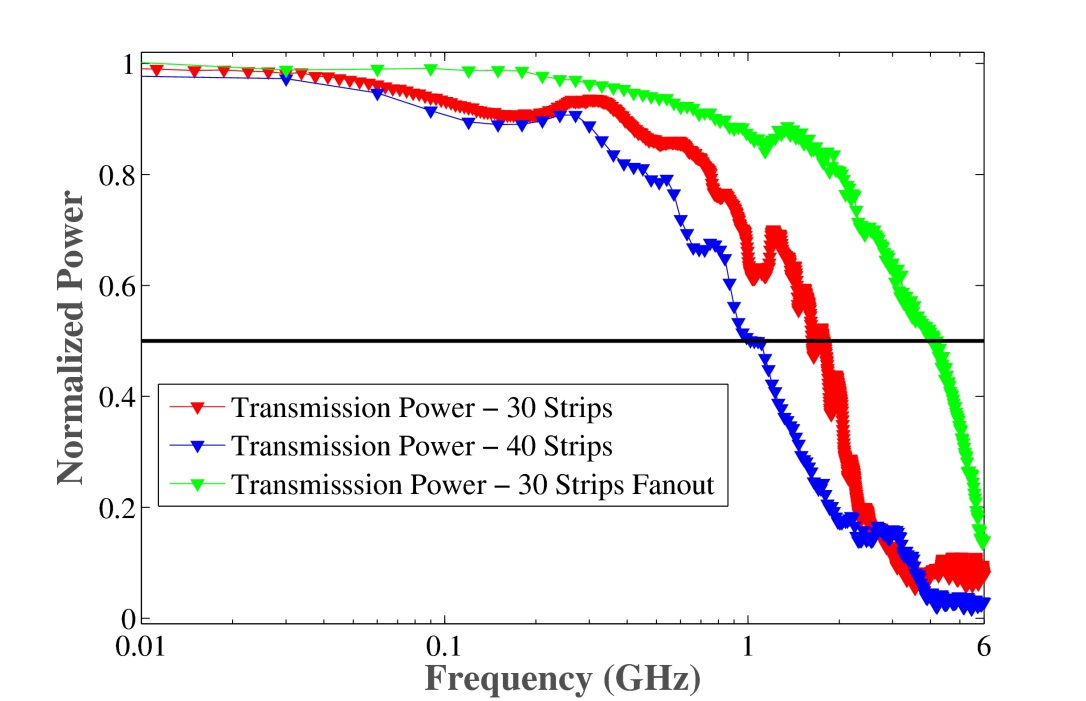 1
0.8
0.6
0.4
0.2
0
Normalized Power
Transmission Power – 30 Strips
Transmission Power – 40 Strips
Transmisssion Power – 30 Strips Fanout
0.01 0.1 1 6
Frequency (GHz)